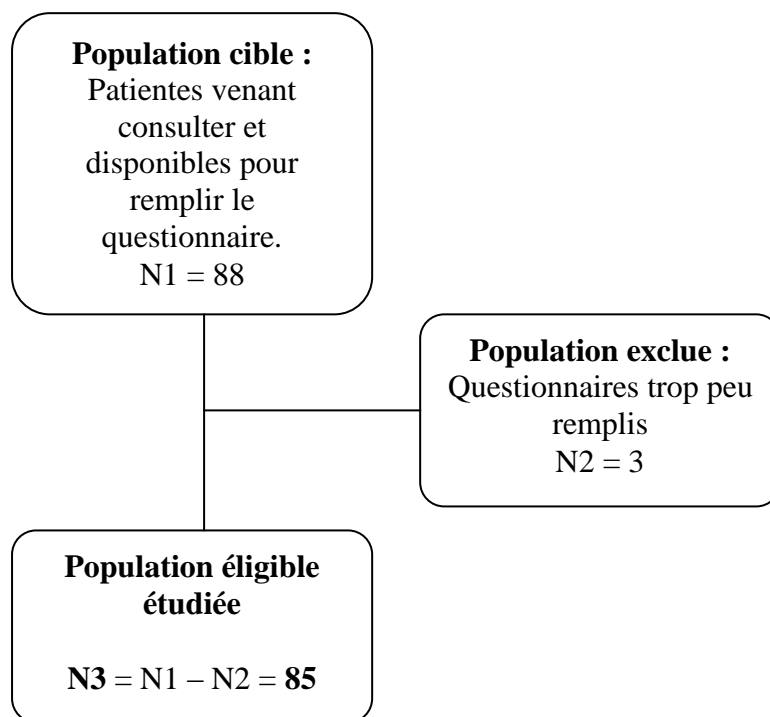 Population cible :
Patientes venant
consulter et
disponibles pour
remplir le
questionnaire.
N1 = 88
Population exclue :
Questionnaires trop peu
remplis
N2 = 3
Population éligible
étudiée
N3 = N1 – N2 = 85